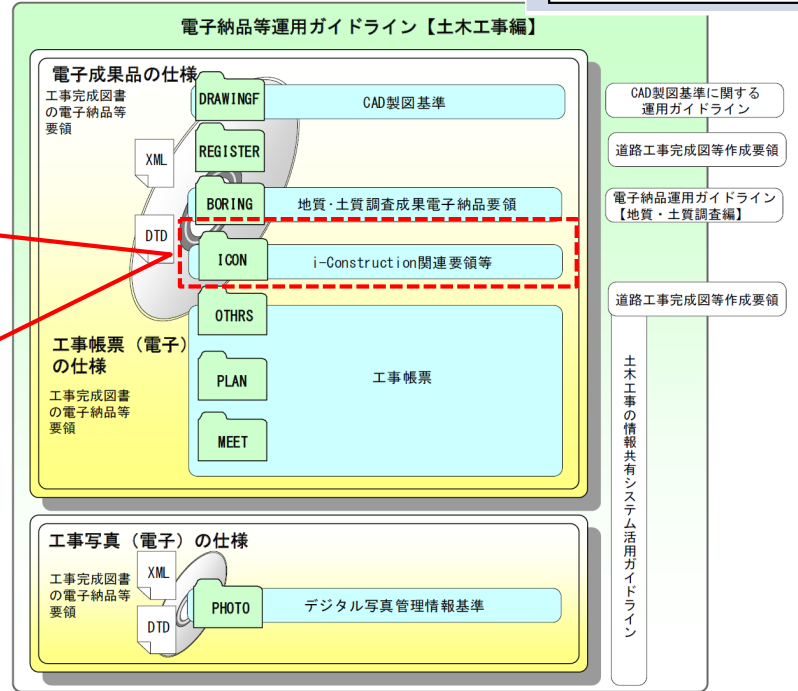 電子納品等運用ガイドライン【土木工事編】
電子成果品の仕様
工事完成図書
の電子納品等
要領
XML
DTD
DRAWINGF
CAD製図基準
REGISTER
BORING
地質・土質調査成果電子納品要領
ICON
i-Construction関連要領等
OTHRS
工事帳票（電子）
の仕様
工事完成図書
の電子納品等
要領
PLAN
工事帳票
MEET
CAD製図基準に関する
運用ガイドライン
道路工事完成図等作成要領
電子納品運用ガイドライン
【地質・土質調査編】
道路工事完成図等作成要領
土木工事の情報共有システム活用ガイドライン
工事写真（電子）の仕様
工事完成図書
の電子納品等
要領
XML
DTD
PHOTO
デジタル写真管理情報基準